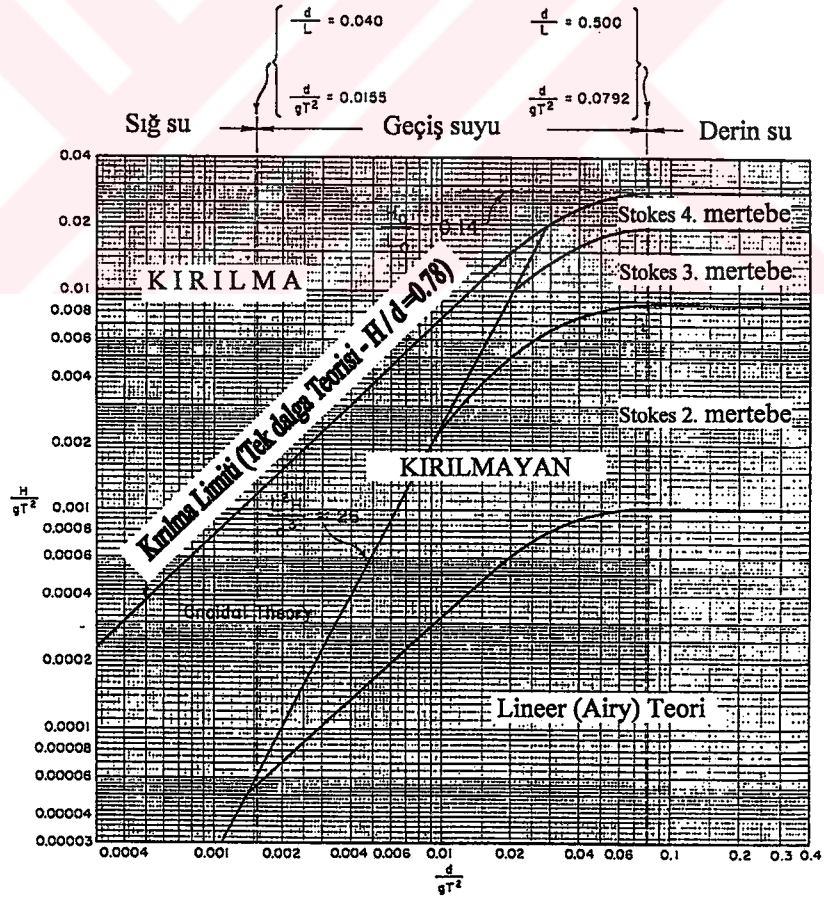 d/L = 0.040
d/gT² = 0.0155
d/L = 0.500
d/gT² = 0.0792
Sığ su
Geçiş suyu
Derin su
0.04
0.02
0.01
0.008
0.006
0.004
0.002
0.001
0.0008
0.0006
0.0004
0.0002
0.0001
0.00008
0.00006
0.00004
0.00003
H/gT²
KIRILMA
Kırılma Limiti (Tek dalga Teorisi - H / d =0.78)
0.14
Stokes 4. mertebe
Stokes 3. mertebe
Stokes 2. mertebe
KIRILMAYAN
Cnoidal Theory
Lineer (Airy) Teori
0.0004
0.001
0.002
0.004
0.006
0.01
0.02
0.04
0.06
0.1
0.2
0.3
0.4
d/gT²